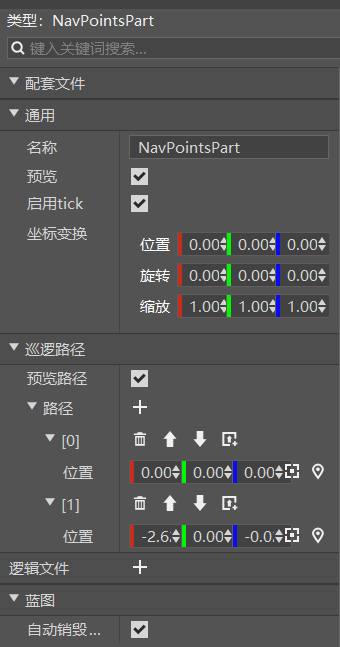 类型：NavPointsPart
键入关键词搜索...
配套文件
通用
名称 NavPointsPart
预览
启用tick
坐标变换
位置 0.00 0.00 0.00
旋转 0.00 0.00 0.00
缩放 1.00 1.00 1.00
巡逻路径
预览路径
路径 +
[0]
位置 0.00 0.00 0.00
[1]
位置 -2.6 0.00 -0.0
逻辑文件 +
蓝图
自动销毁...